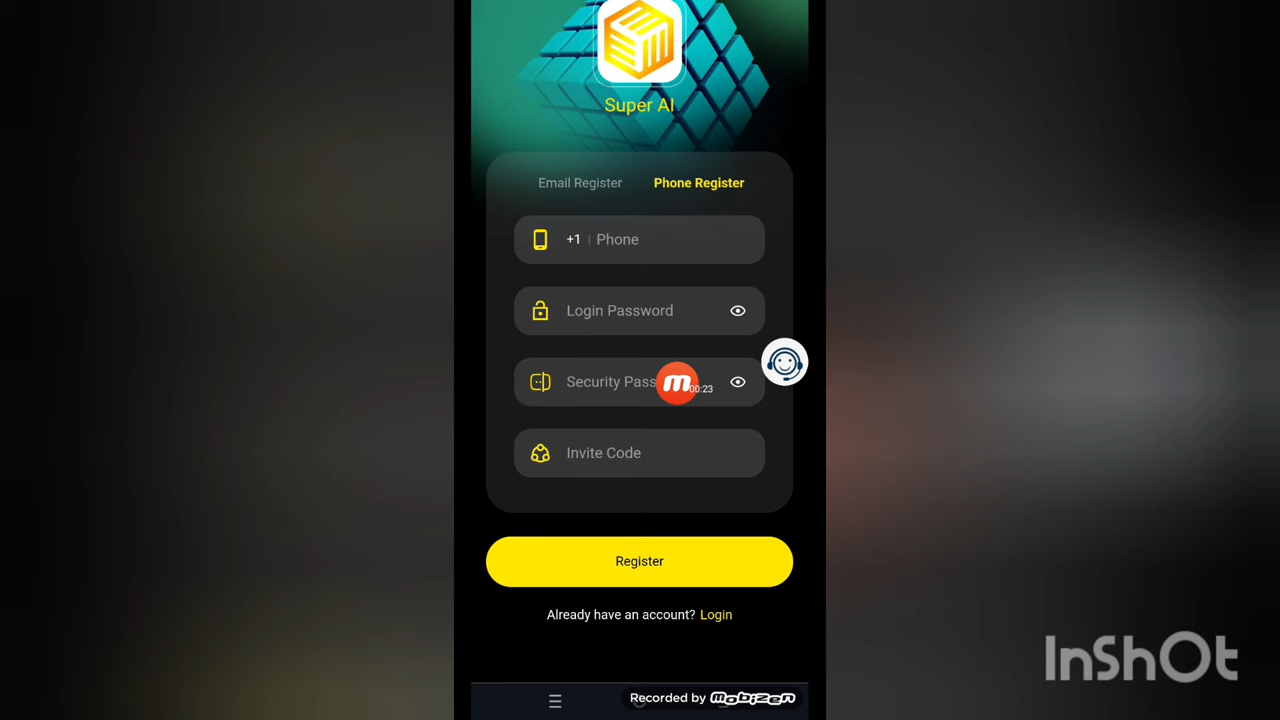 Super AI
Email Register
Phone Register
+1
Phone
Login Password
Security Pass
m
00:23
Invite Code
Register
Already have an account? Login
Recorded by mobizen
InShOt